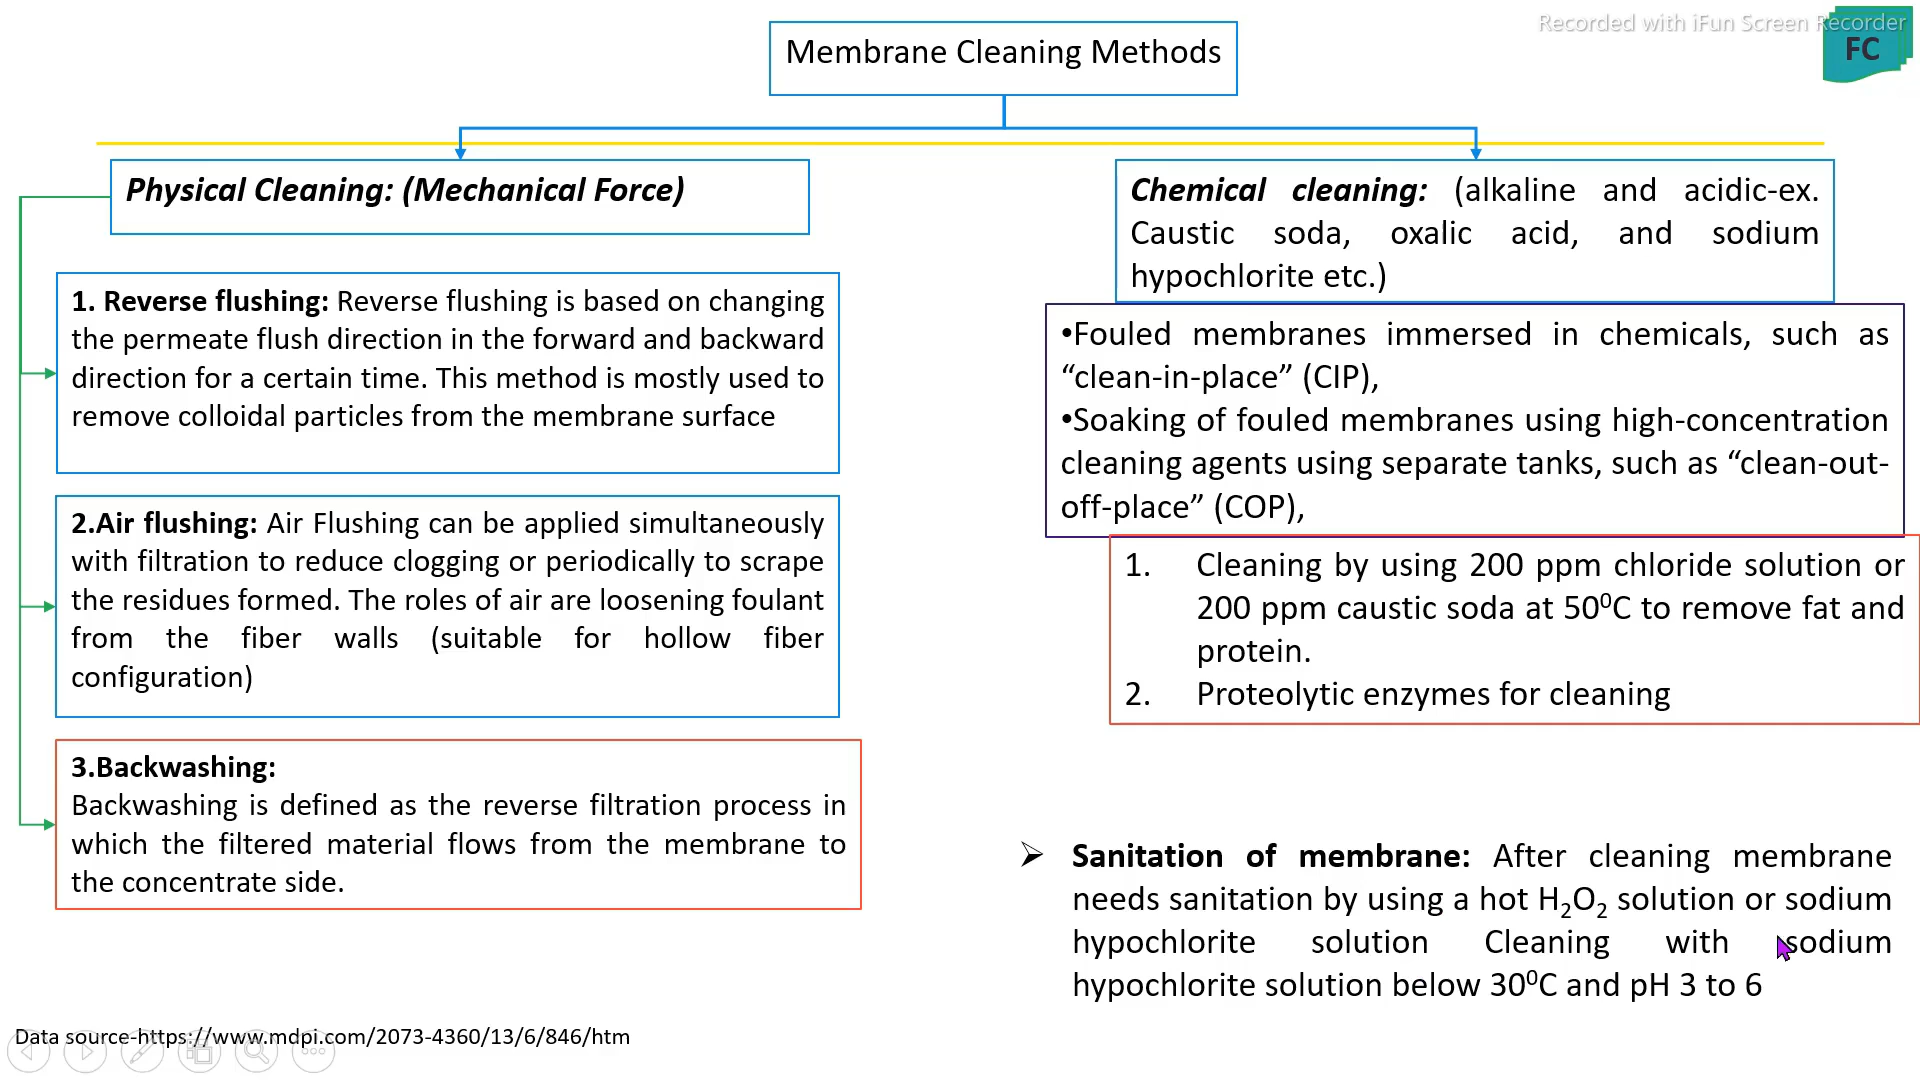 Recorded with iFun Screen Recorder
FC
Membrane Cleaning Methods
Physical Cleaning: (Mechanical Force)
1. Reverse flushing: Reverse flushing is based on changing
the permeate flush direction in the forward and backward
direction for a certain time. This method is mostly used to
remove colloidal particles from the membrane surface
2.Air flushing: Air Flushing can be applied simultaneously
with filtration to reduce clogging or periodically to scrape
the residues formed. The roles of air are loosening foulant
from the fiber walls (suitable for hollow fiber
configuration)
3.Backwashing:
Backwashing is defined as the reverse filtration process in
which the filtered material flows from the membrane to
the concentrate side.
Chemical cleaning: (alkaline and acidic-ex.
Caustic soda, oxalic acid, and sodium
hypochlorite etc.)
•Fouled membranes immersed in chemicals, such as
“clean-in-place” (CIP),
•Soaking of fouled membranes using high-concentration
cleaning agents using separate tanks, such as “clean-out-
off-place” (COP),
1. Cleaning by using 200 ppm chloride solution or
200 ppm caustic soda at 50⁰C to remove fat and
protein.
2. Proteolytic enzymes for cleaning
➢ Sanitation of membrane: After cleaning membrane
needs sanitation by using a hot H₂O₂ solution or sodium
hypochlorite solution Cleaning with sodium
hypochlorite solution below 30⁰C and pH 3 to 6
Data source-https://www.mdpi.com/2073-4360/13/6/846/htm